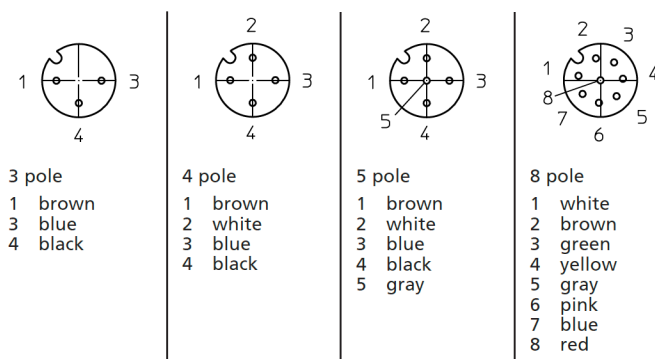 1 3
4
3 pole
1 brown
3 blue
4 black
2
1 3
4
4 pole
1 brown
2 white
3 blue
4 black
2
1 3
5
4
5 pole
1 brown
2 white
3 blue
4 black
5 gray
2 3
1 4
8
7 5
6
8 pole
1 white
2 brown
3 green
4 yellow
5 gray
6 pink
7 blue
8 red